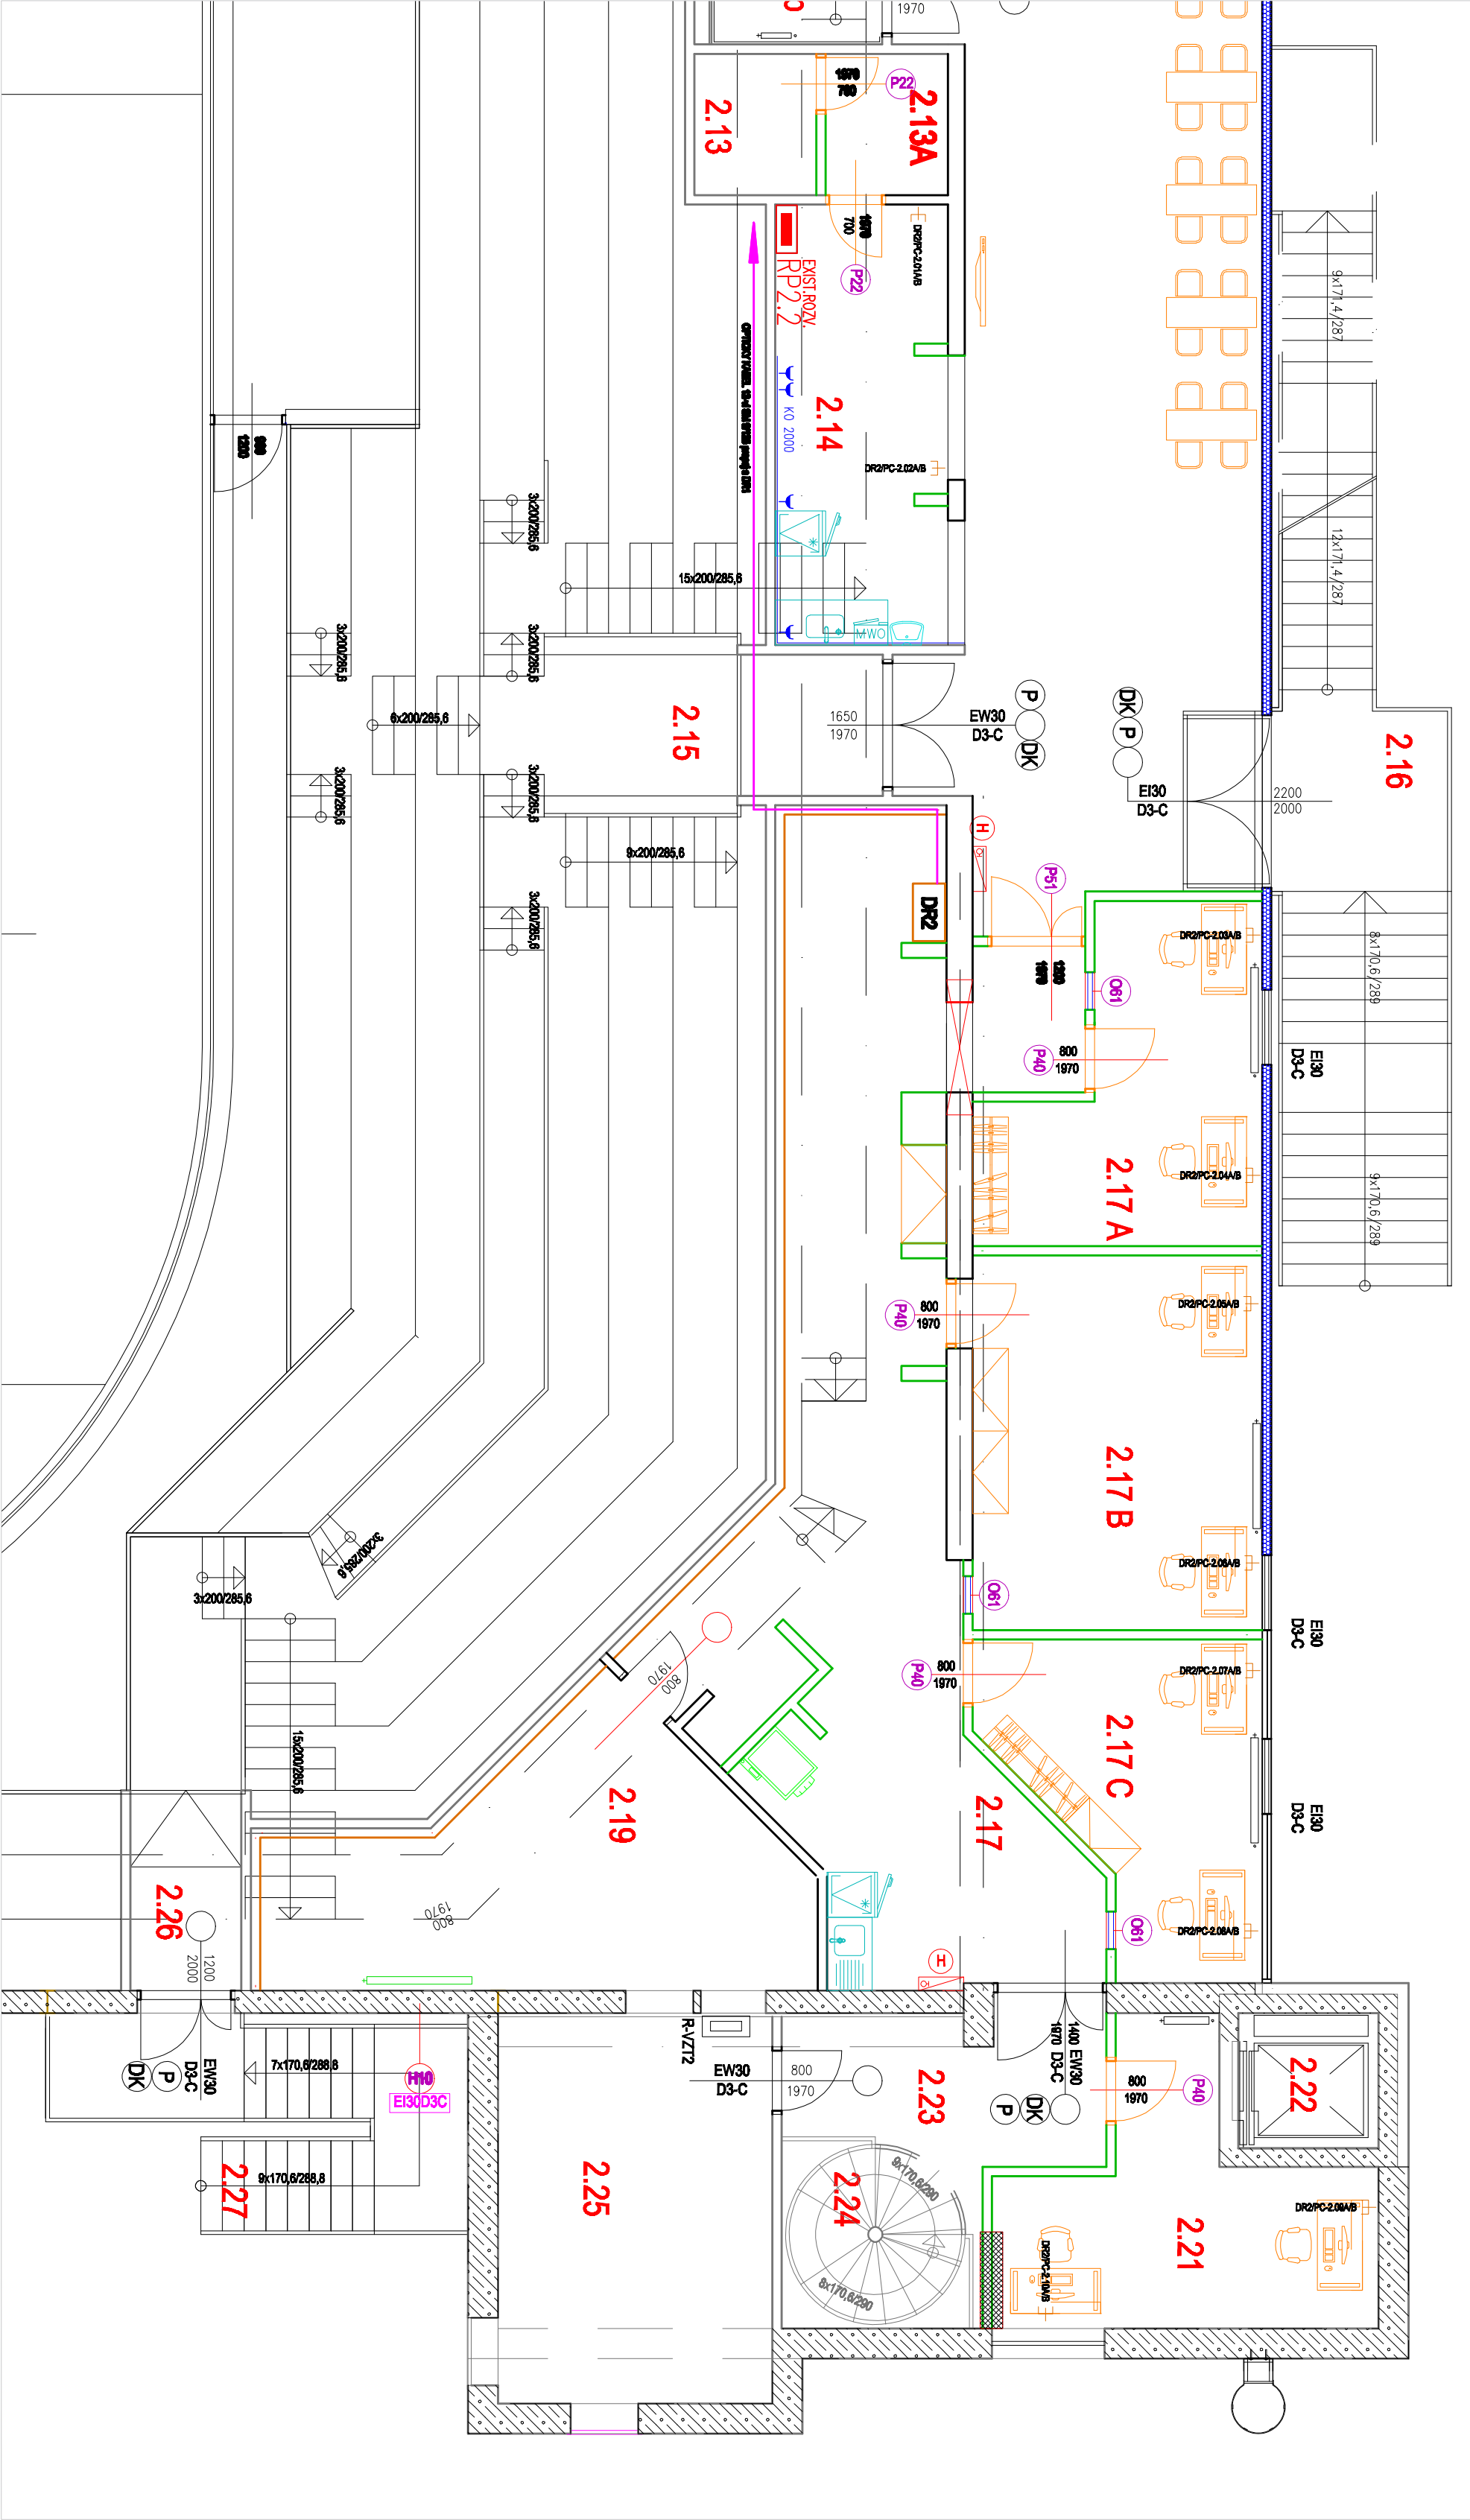 1970
2.13
2.13A
P22
1970
700
P22
DR2/PC-2.01A/B
EXIST.ROZV.
RP2.2
2.14
KO 2000
DR2/PC-2.02A/B
MWO
9x171,4/287
12x171,4/287
1200
3x200/285,6
3x200/285,6
15x200/285,6
3x200/285,6
6x200/285,6
3x200/285,6
3x200/285,6
9x200/285,6
3x200/285,6
2.15
1650
1970
EW30
D3-C
P
DK
DK
P
EI30
D3-C
2200
2000
2.16
H
P51
DR2
1970
O61
P40
800
1970
DR2/PC-2.03A/B
8x170,6/289
EI30
D3-C
2.17 A
DR2/PC-2.04A/B
9x170,6/289
P40
800
1970
DR2/PC-2.05A/B
2.17 B
DR2/PC-2.06A/B
O61
EI30
D3-C
P40
800
1970
DR2/PC-2.07A/B
2.17 C
EI30
D3-C
2.17
DR2/PC-2.08A/B
O61
3x200/285,6
3x200/285,6
15x200/285,6
800
1970
2.19
800
1970
2.26
1200
2000
H
R-VZT2
EW30
D3-C
800
1970
2.23
1400 EW30
1970 D3-C
DK
P
800
1970
P40
2.22
7x170,6/288,8
EW30
D3-C
P
DK
H10
EI30D3C
9x170,6/288,8
2.27
2.25
2.24
9x170,6/290
8x170,6/290
2.21
DR2/PC-2.09A/B
DR2/PC-2.10A/B